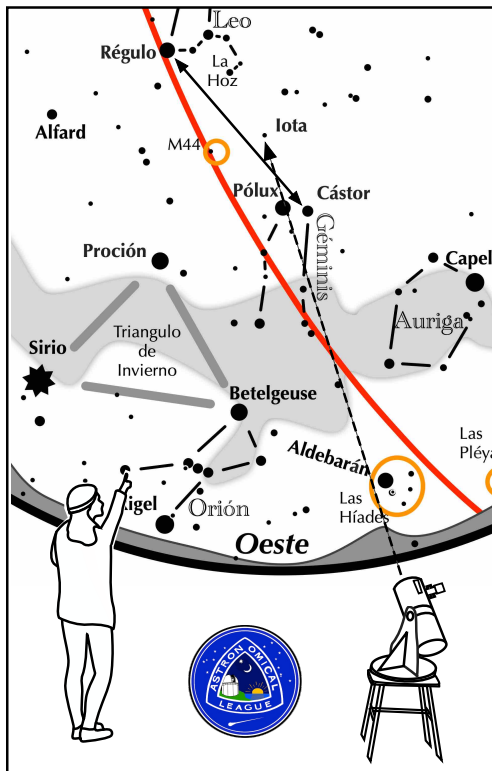 Leo
Régulo
La
Hoz
Alfard
M44
Iota
Pólux
Cástor
Géminis
Proción
Capel
Auriga
Triangulo
de
Invierno
Sirio
Betelgeuse
Aldebarán
Las
Pléya
Las
Híades
Rigel
Orión
Oeste
ASTRONOMICAL
LEAGUE